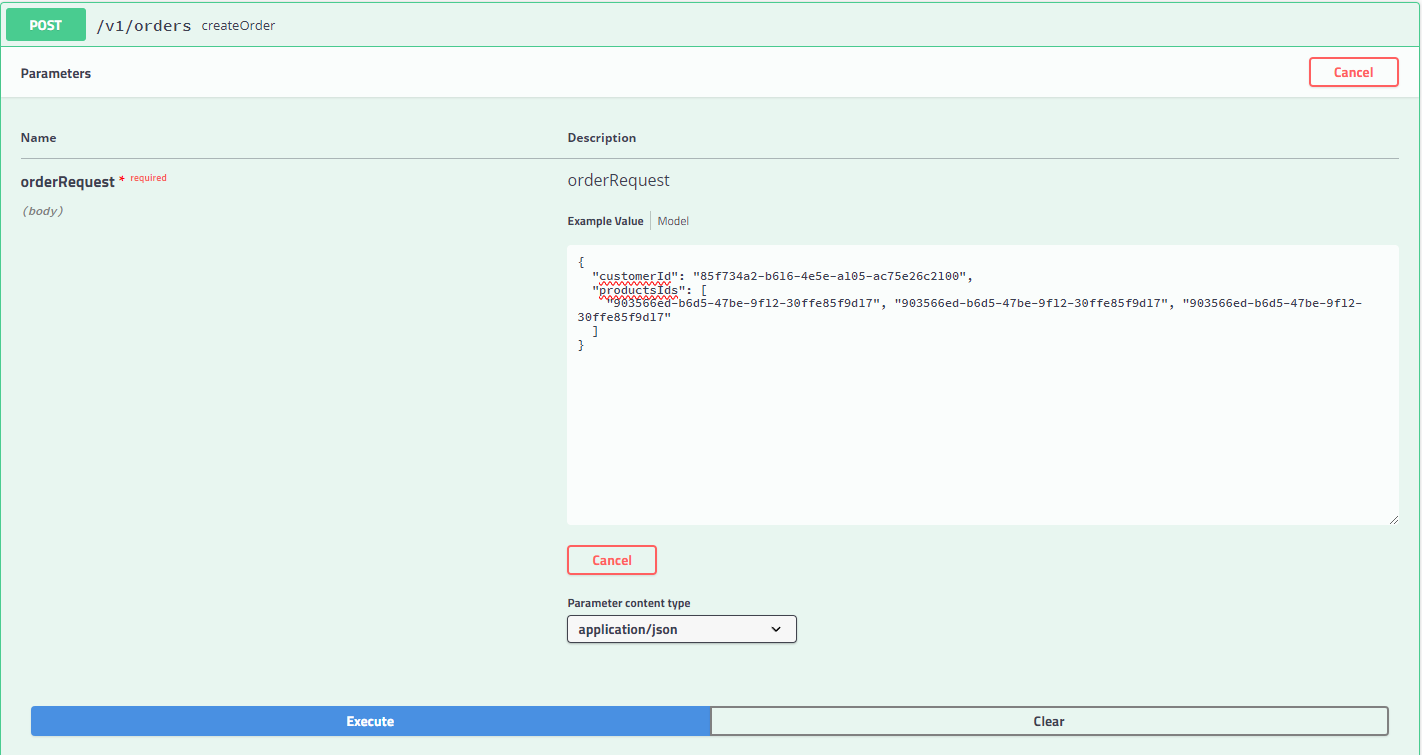 POST /v1/orders createOrder
Parameters Cancel
Name Description
orderRequest * required orderRequest
(body)
Example Value Model
{
"customerId": "85f734a2-b616-4e5e-a105-ac75e26c2100",
"productsIds": [
"903566ed-b6d5-47be-9f12-30ffe85f9d17", "903566ed-b6d5-47be-9f12-30ffe85f9d17", "903566ed-b6d5-47be-9f12-
30ffe85f9d17"
]
}
Cancel
Parameter content type
application/json
Execute Clear